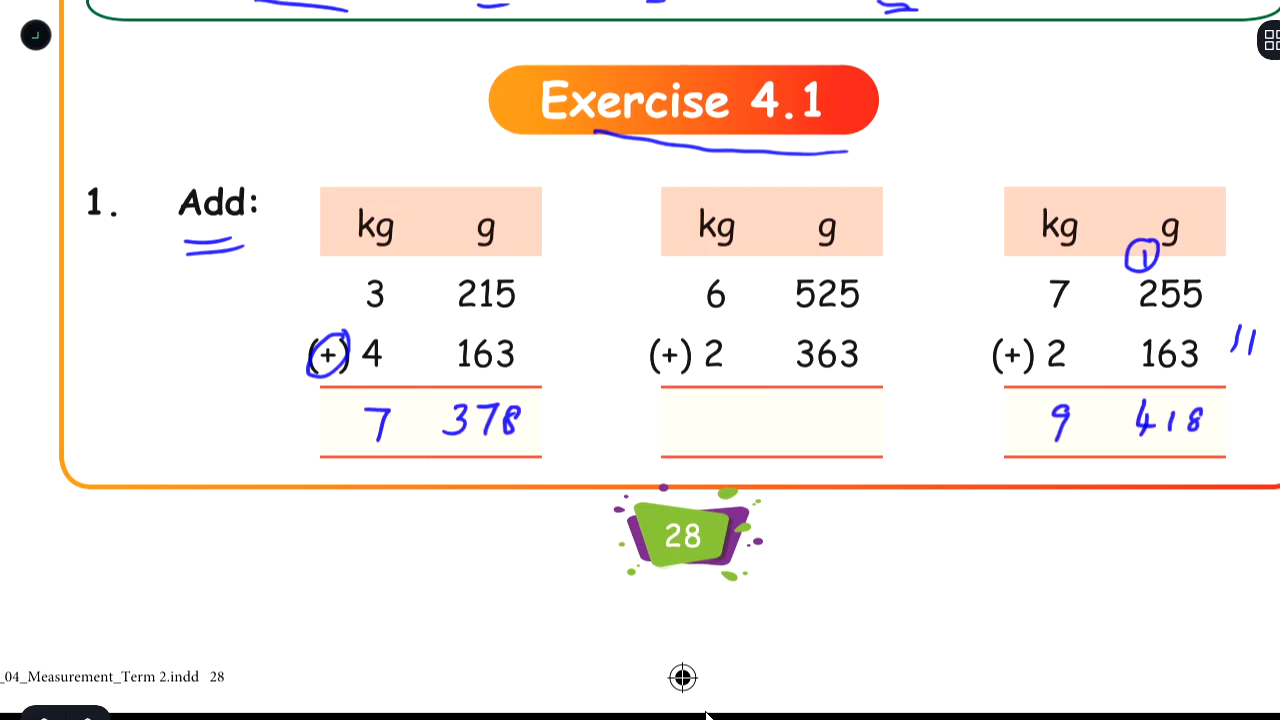 Exercise 4.1
1. Add:
kg g kg g kg g
1
3 215 6 525 7 255
(+) 4 163 (+) 2 363 (+) 2 163 11
7 378 9 418
28
_04_Measurement_Term 2.indd 28